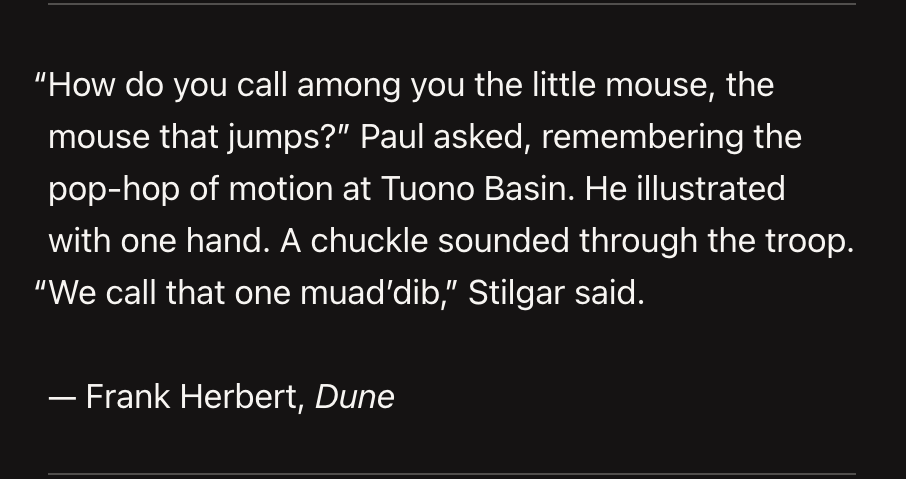 “How do you call among you the little mouse, the
mouse that jumps?” Paul asked, remembering the
pop-hop of motion at Tuono Basin. He illustrated
with one hand. A chuckle sounded through the troop.
“We call that one muad’dib,” Stilgar said.
— Frank Herbert, Dune